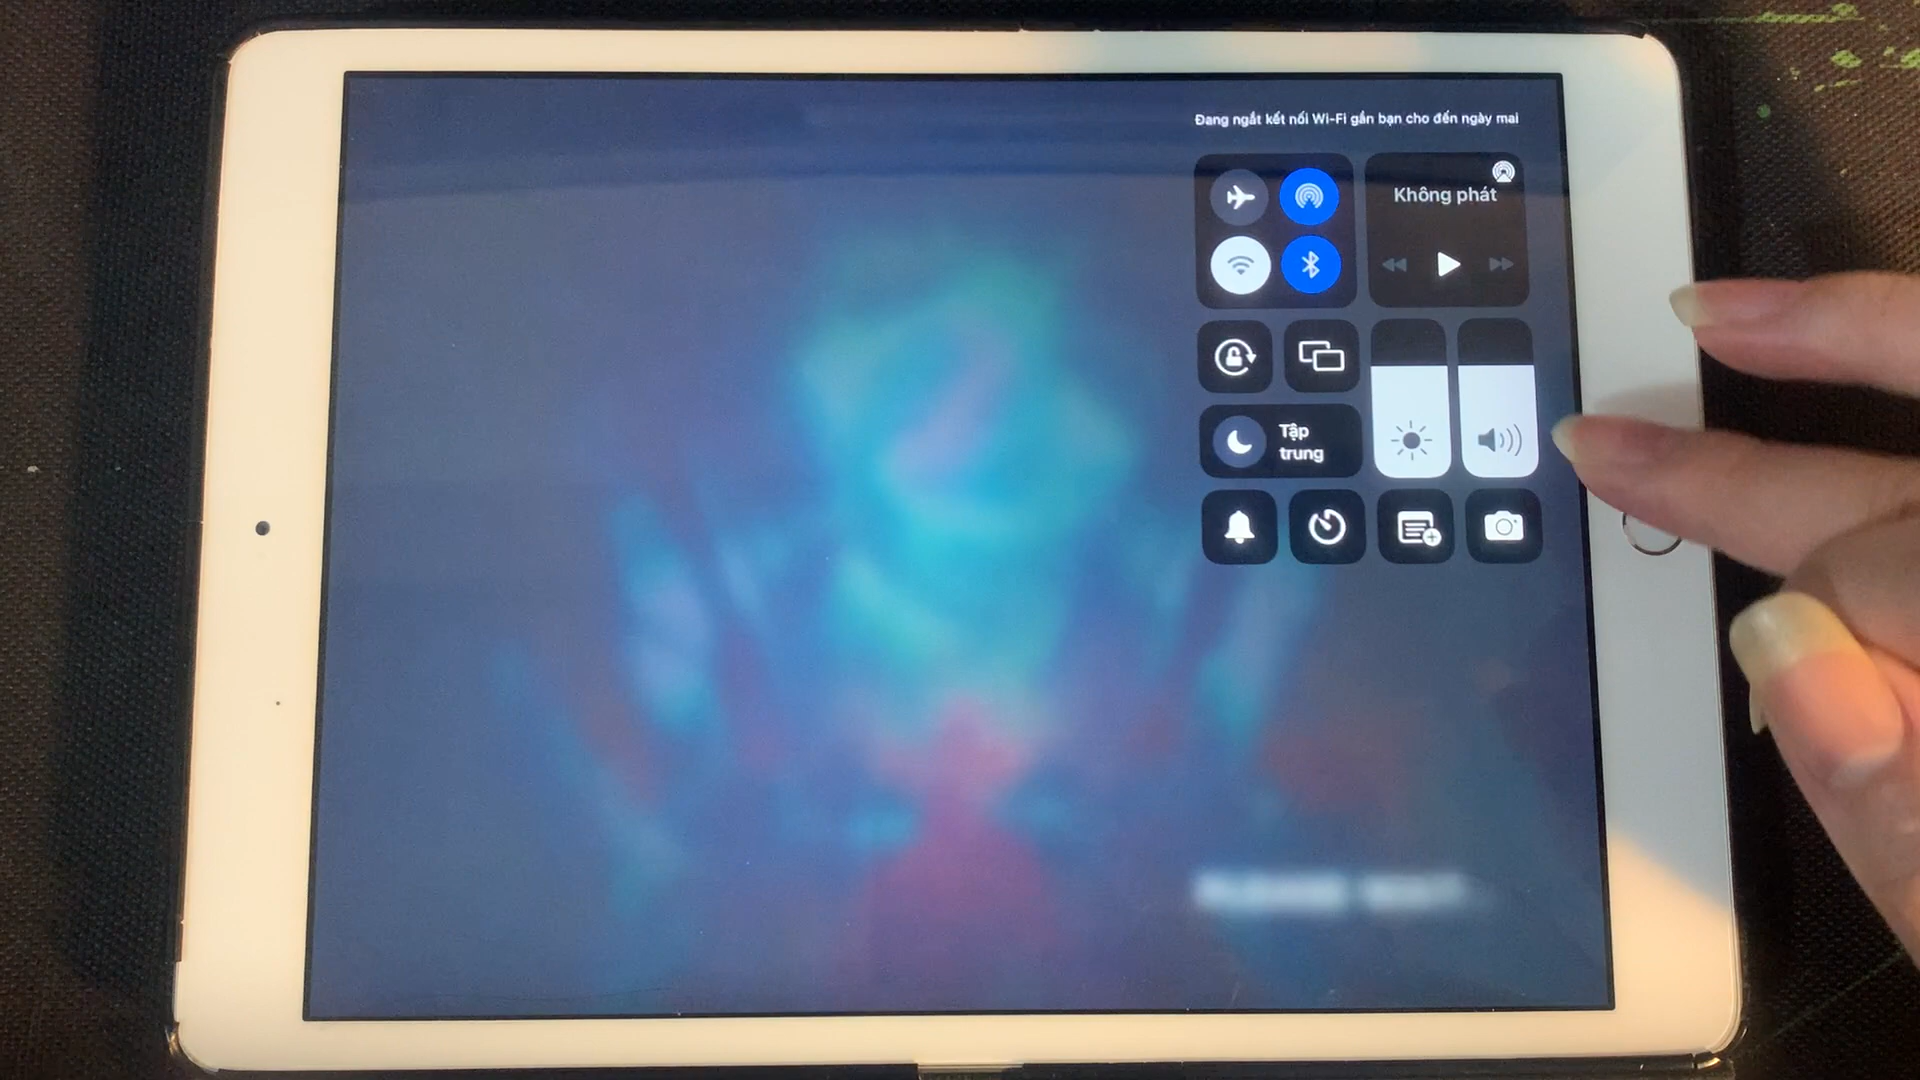 Đang ngắt kết nối Wi-Fi gần bạn cho đến ngày mai
Không phát
Tập
trung